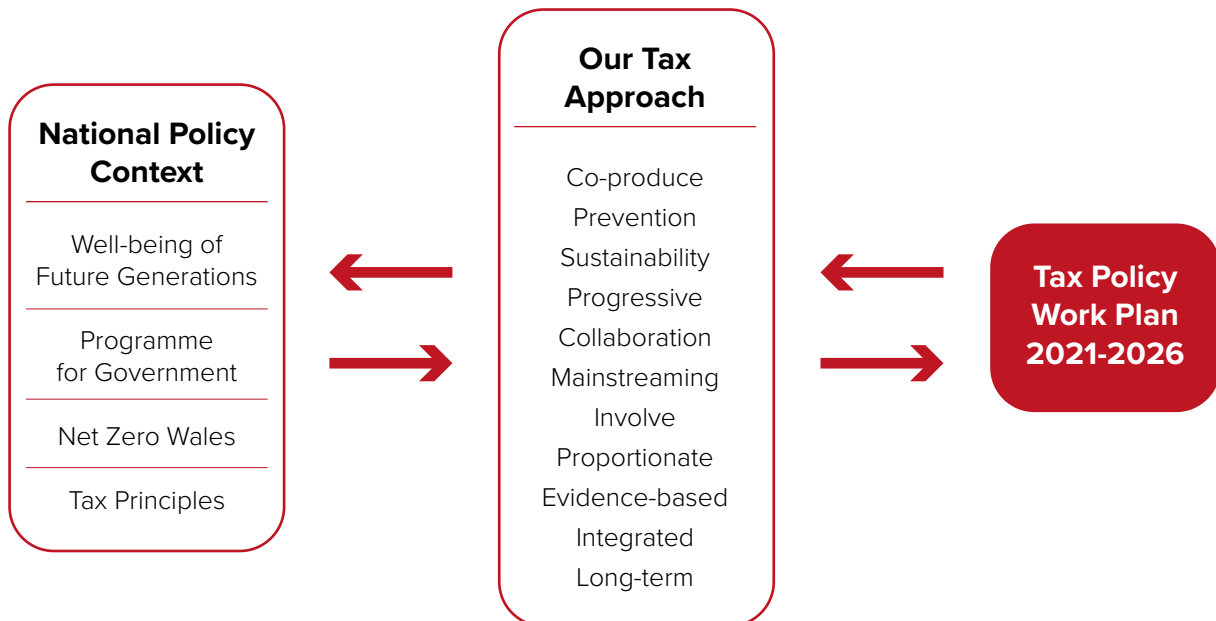 National Policy
Context
Well-being of
Future Generations
Programme
for Government
Net Zero Wales
Tax Principles
Our Tax
Approach
Co-produce
Prevention
Sustainability
Progressive
Collaboration
Mainstreaming
Involve
Proportionate
Evidence-based
Integrated
Long-term
Tax Policy
Work Plan
2021-2026